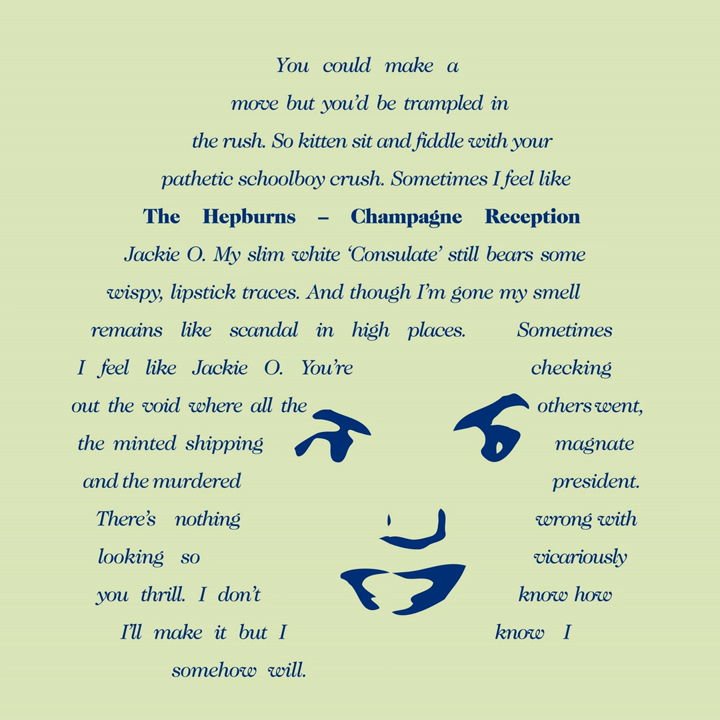 You could make a
move but you’d be trampled in
the rush. So kitten sit and fiddle with your
pathetic schoolboy crush. Sometimes I feel like
The Hepburns – Champagne Reception
Jackie O. My slim white ‘Consulate’ still bears some
wispy, lipstick traces. And though I’m gone my smell
remains like scandal in high places. Sometimes
I feel like Jackie O. You’re checking
out the void where all the others went,
the minted shipping magnate
and the murdered president.
There’s nothing wrong with
looking so vicariously
you thrill. I don’t know how
I’ll make it but I know I
somehow will.